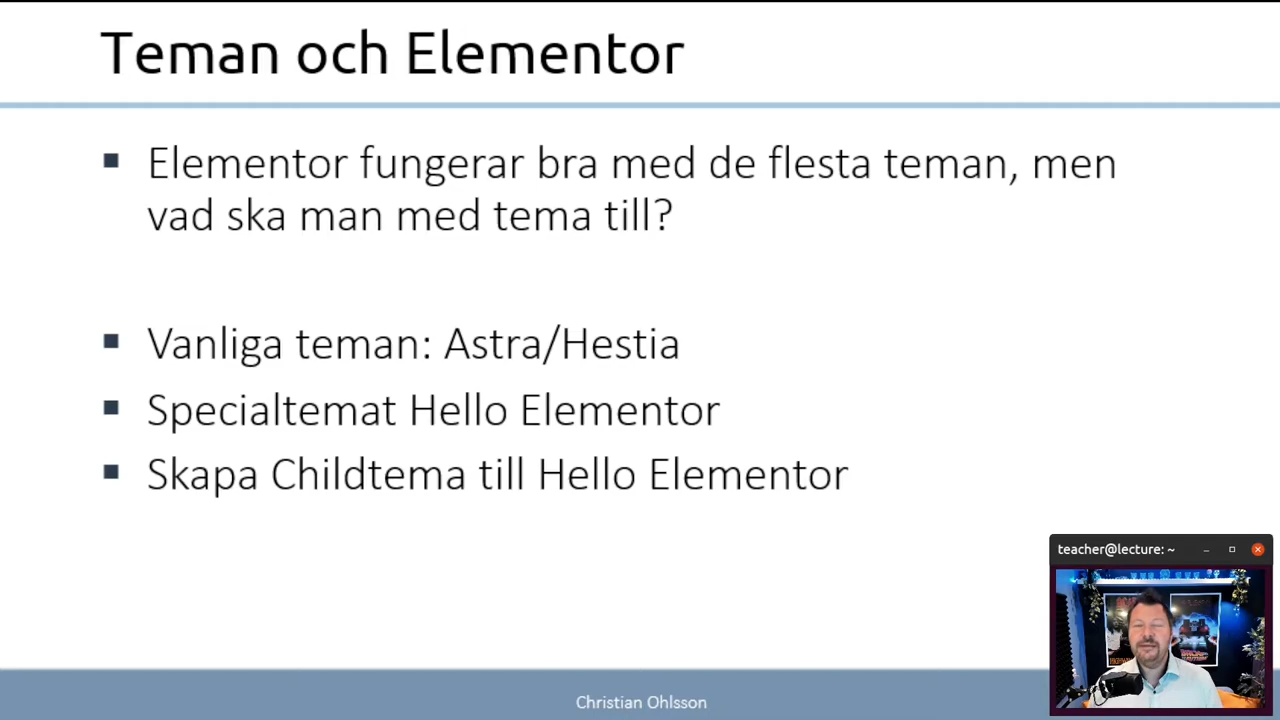 Teman och Elementor
▪ Elementor fungerar bra med de flesta teman, men
vad ska man med tema till?
▪ Vanliga teman: Astra/Hestia
▪ Specialtemat Hello Elementor
▪ Skapa Childtema till Hello Elementor
teacher@lecture: ~
Christian Ohlsson